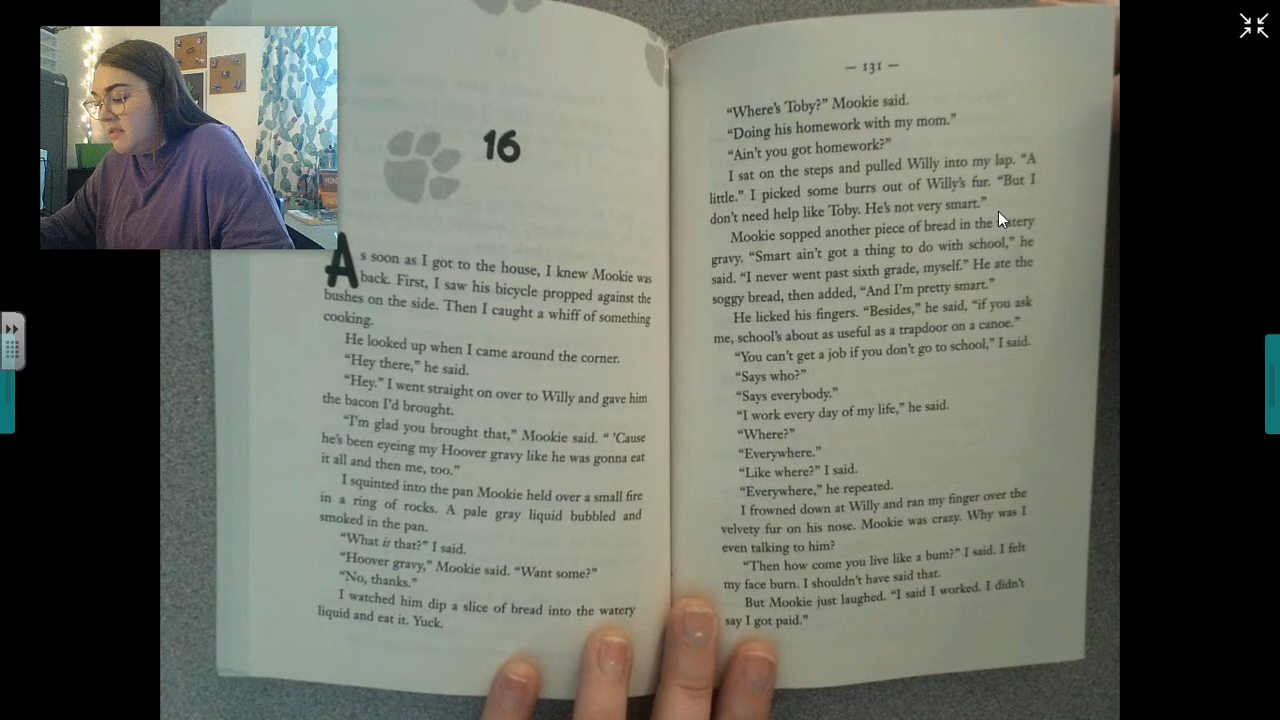 16
As soon as I got to the house, I knew Mookie was
back. First, I saw his bicycle propped against the
bushes on the side. Then I caught a whiff of something
cooking.
He looked up when I came around the corner.
“Hey there,” he said.
“Hey.” I went straight on over to Willy and gave him
the bacon I’d brought.
“I’m glad you brought that,” Mookie said. “ ’Cause
he’s been eyeing my Hoover gravy like he was gonna eat
it all and then me, too.”
I squinted into the pan Mookie held over a small fire
in a ring of rocks. A pale gray liquid bubbled and
smoked in the pan.
“What is that?” I said.
“Hoover gravy,” Mookie said. “Want some?”
“No, thanks.”
I watched him dip a slice of bread into the watery
liquid and eat it. Yuck.
— 131 —
“Where’s Toby?” Mookie said.
“Doing his homework with my mom.”
“Ain’t you got homework?”
I sat on the steps and pulled Willy into my lap. “A
little.” I picked some burrs out of Willy’s fur. “But I
don’t need help like Toby. He’s not very smart.”
Mookie sopped another piece of bread in the watery
gravy. “Smart ain’t got a thing to do with school,” he
said. “I never went past sixth grade, myself.” He ate the
soggy bread, then added, “And I’m pretty smart.”
He licked his fingers. “Besides,” he said, “if you ask
me, school’s about as useful as a trapdoor on a canoe.”
“You can’t get a job if you don’t go to school,” I said.
“Says who?”
“Says everybody.”
“I work every day of my life,” he said.
“Where?”
“Everywhere.”
“Like where?” I said.
“Everywhere,” he repeated.
I frowned down at Willy and ran my finger over the
velvety fur on his nose. Mookie was crazy. Why was I
even talking to him?
“Then how come you live like a bum?” I said. I felt
my face burn. I shouldn’t have said that.
But Mookie just laughed. “I said I worked. I didn’t
say I got paid.”